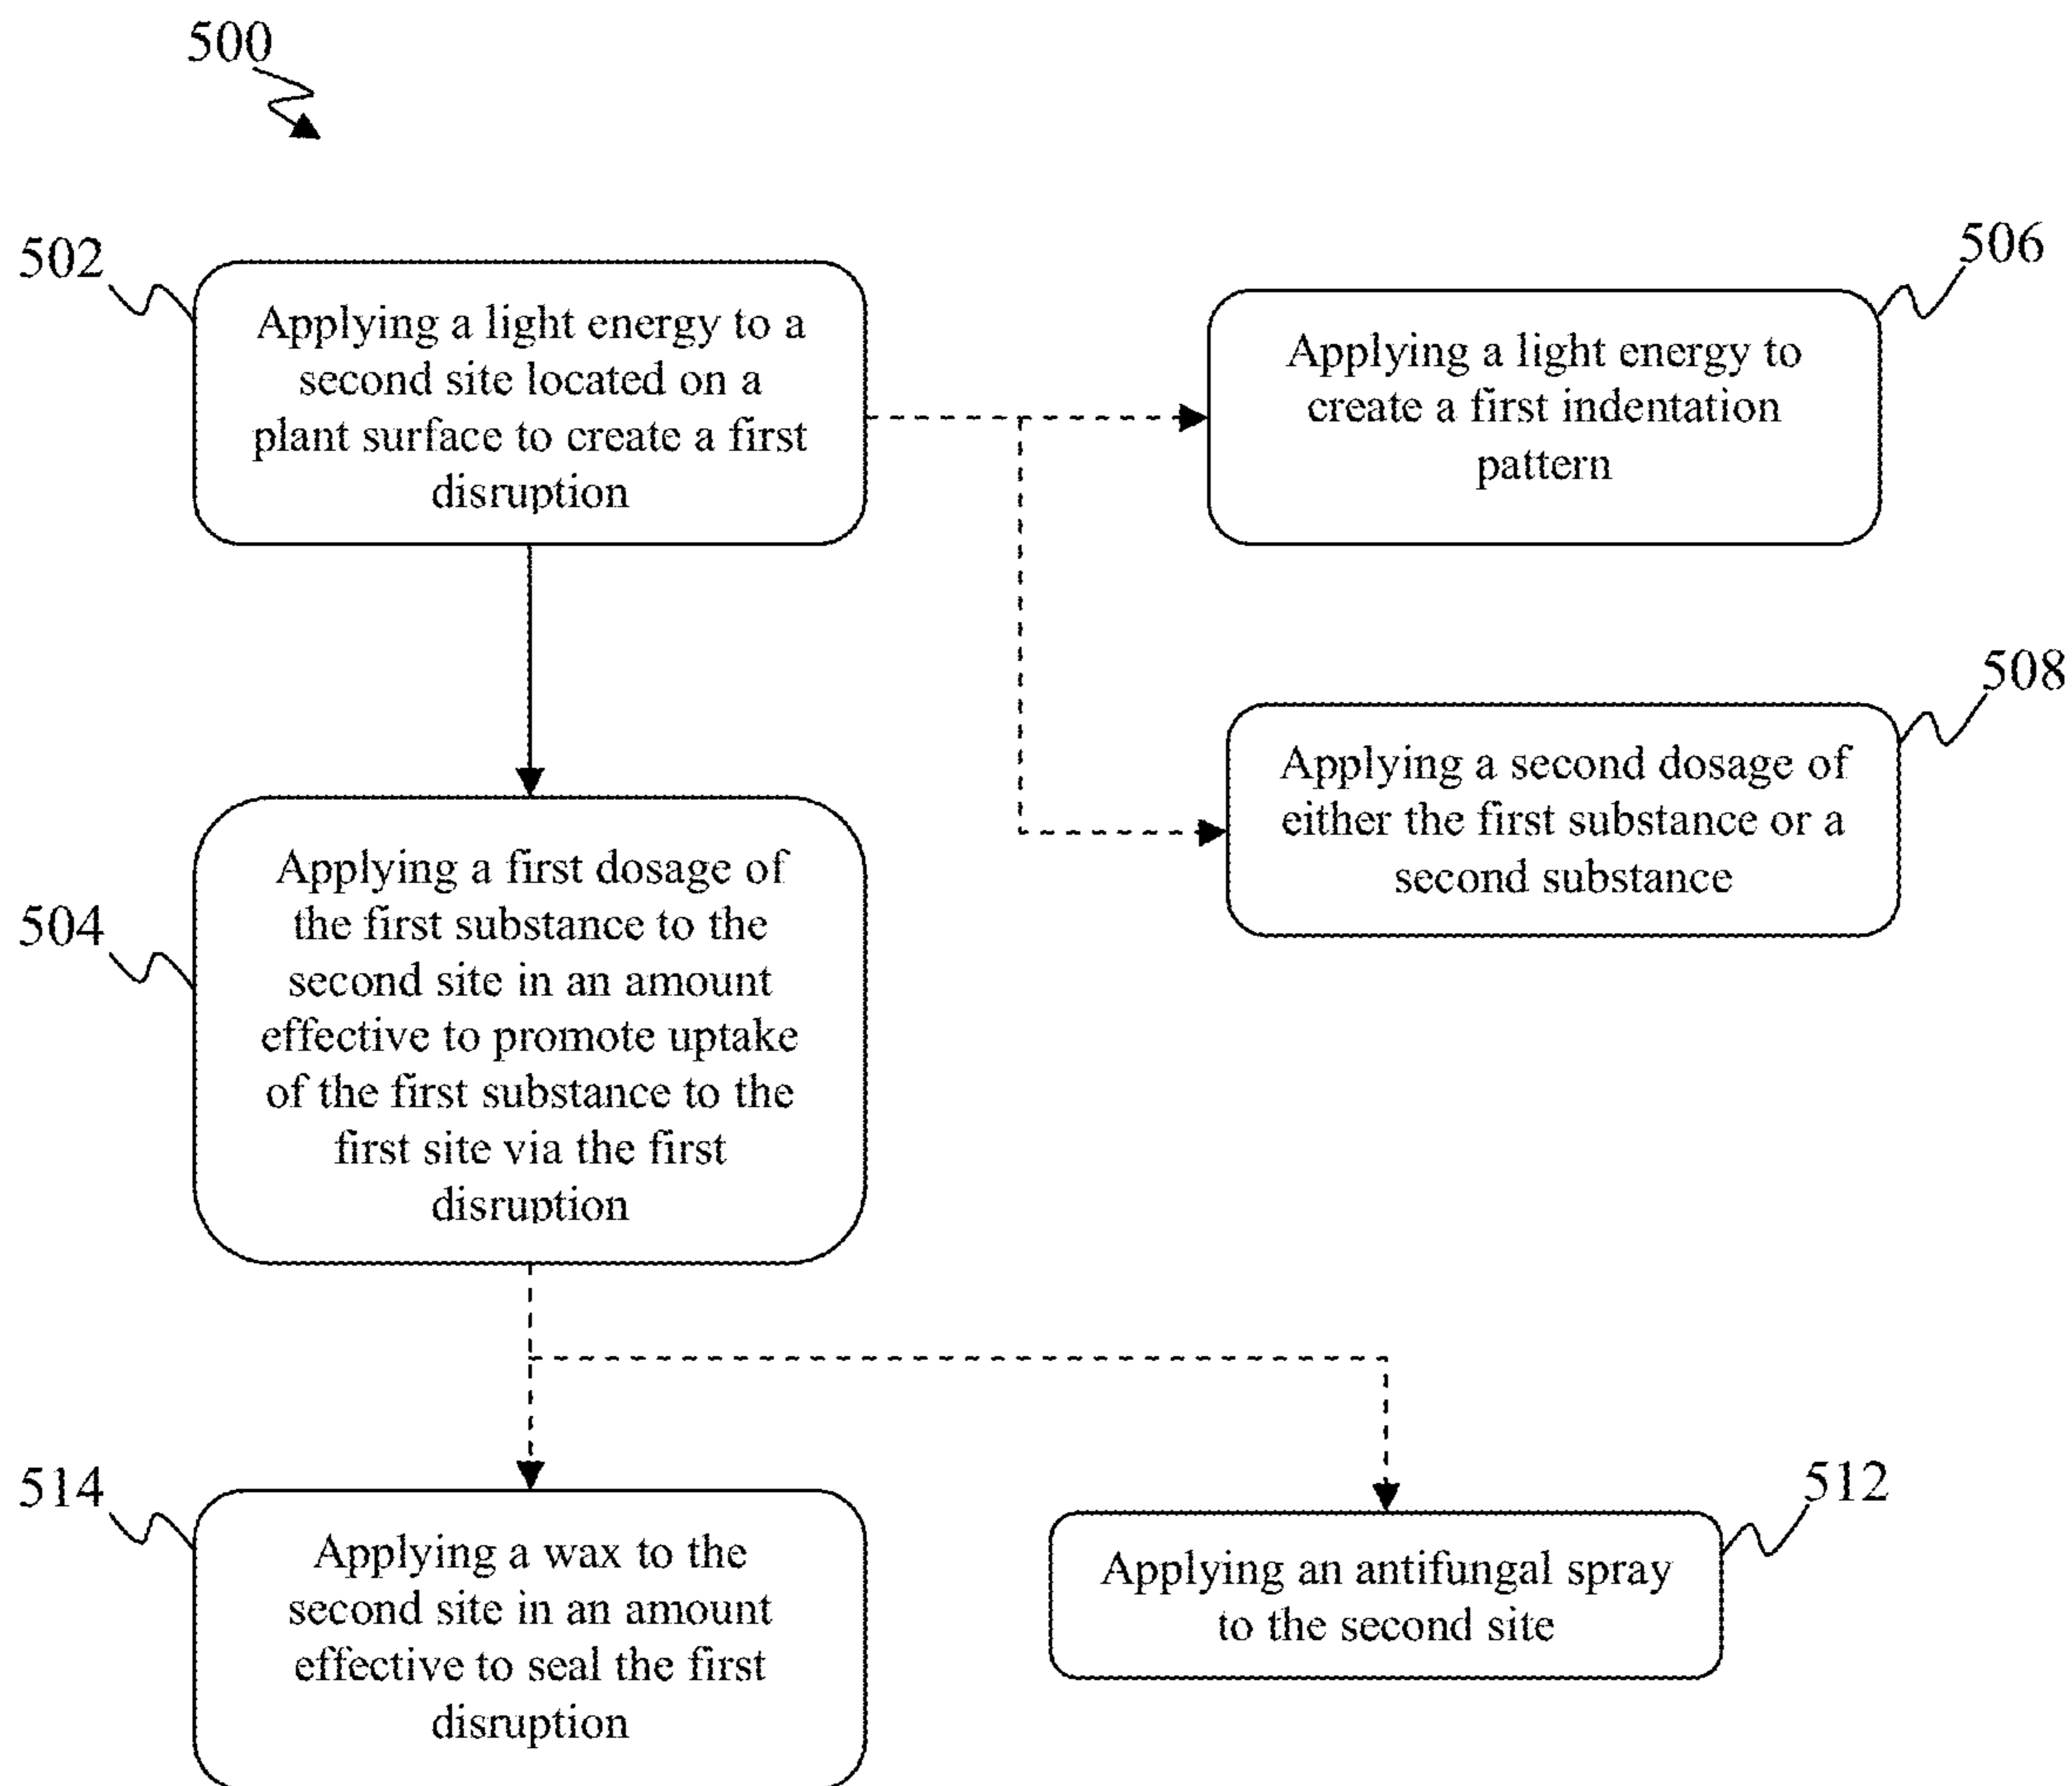 500
502
Applying a light energy to a
second site located on a
plant surface to create a first
disruption
506
Applying a light energy to
create a first indentation
pattern
508
Applying a second dosage of
either the first substance or a
second substance
504
Applying a first dosage of
the first substance to the
second site in an amount
effective to promote uptake
of the first substance to the
first site via the first
disruption
514
Applying a wax to the
second site in an amount
effective to seal the first
disruption
512
Applying an antifungal spray
to the second site